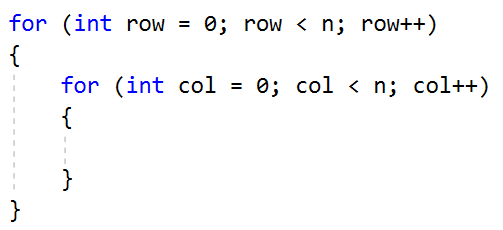 for (int row = 0; row < n; row++)
{
    for (int col = 0; col < n; col++)
    {
    }
}